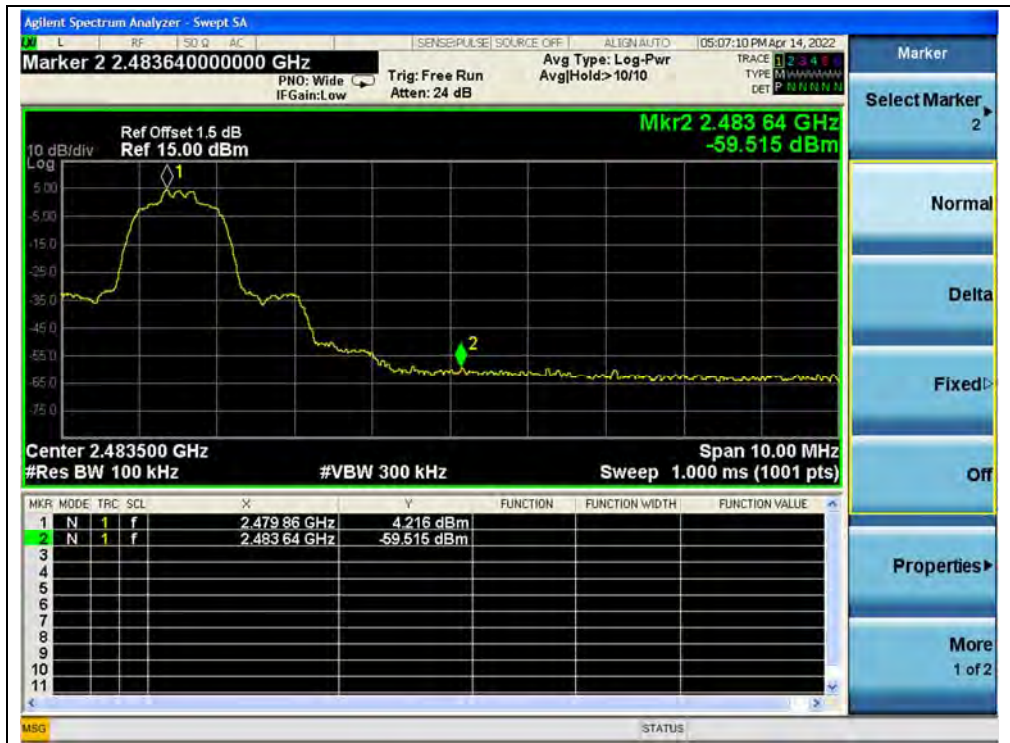 Agilent Spectrum Analyzer - Swept SA
L RF 50 Ω AC SENSE:PULSE SOURCE OFF ALIGN AUTO 05:07:10 PM Apr 14, 2022
Marker 2 2.483640000000 GHz
PNO: Wide
IFGain:Low
Trig: Free Run
Atten: 24 dB
Avg Type: Log-Pwr
Avg|Hold:> 10/10
TRACE 1 2 3 4 5 6
TYPE M
DET P N N N N N
Mkr2 2.483 64 GHz
-59.515 dBm
Ref Offset 1.5 dB
10 dB/div Ref 15.00 dBm
Log
5.00
-5.00
-15.0
-25.0
-35.0
-45.0
-55.0
-65.0
-75.0
1
2
Center 2.483500 GHz Span 10.00 MHz
#Res BW 100 kHz #VBW 300 kHz Sweep 1.000 ms (1001 pts)
MKR MODE TRC SCL X Y FUNCTION FUNCTION WIDTH FUNCTION VALUE
1 N 1 f 2.479 86 GHz 4.216 dBm
2 N 1 f 2.483 64 GHz -59.515 dBm
3
4
5
6
7
8
9
10
11
MSG STATUS
Marker
Select Marker
2
Normal
Delta
Fixed
Off
Properties
More
1 of 2